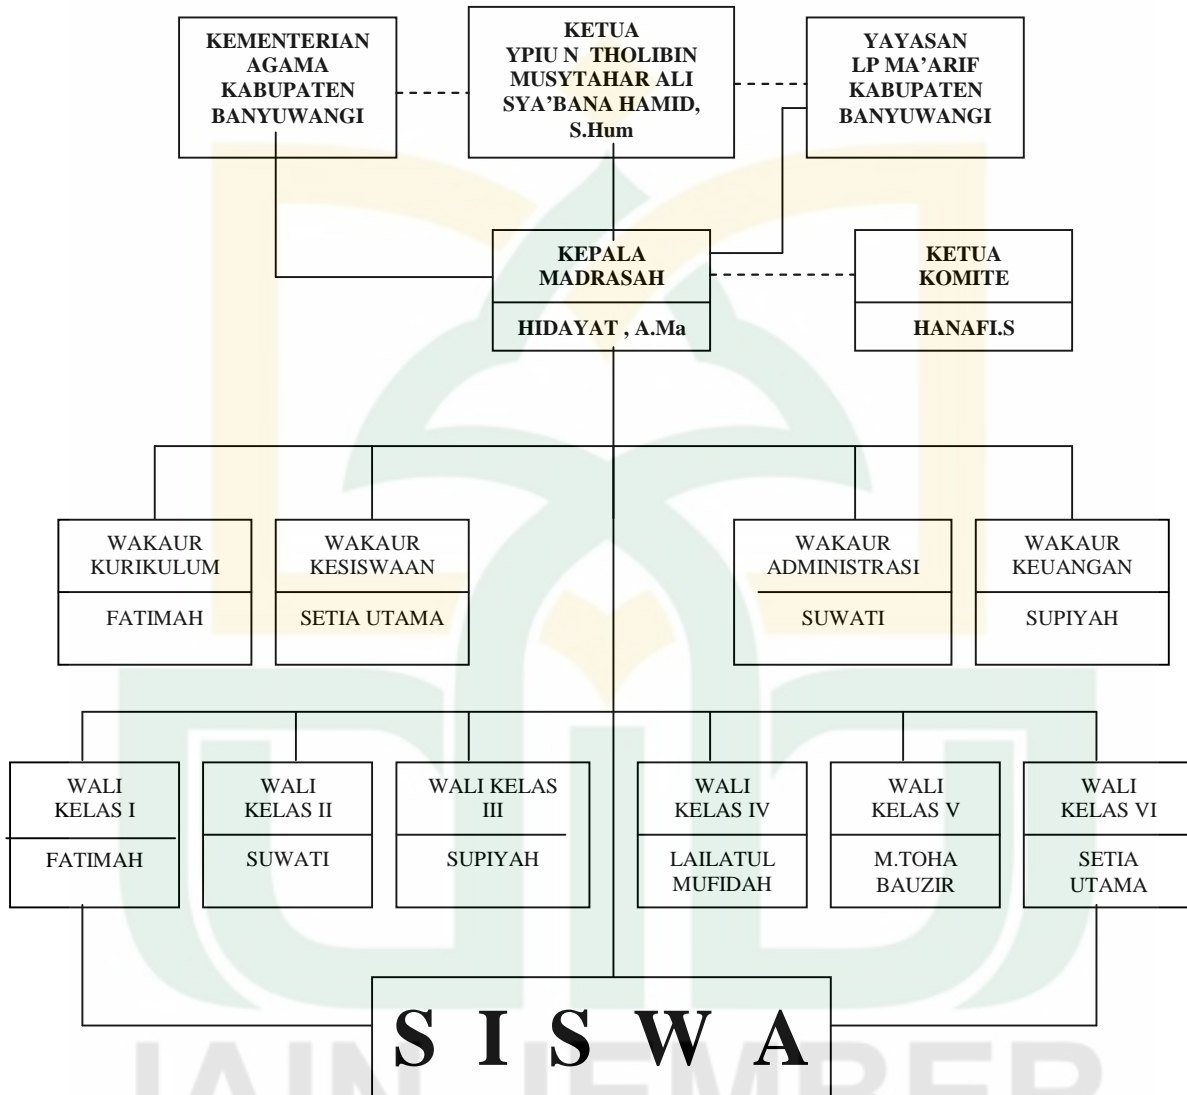 KEMENTERIAN
AGAMA
KABUPATEN
BANYUWANGI
KETUA
YPIU N THOLIBIN
MUSYTAHAR ALI
SYA’BANA HAMID,
S.Hum
YAYASAN
LP MA’ARIF
KABUPATEN
BANYUWANGI
KEPALA
MADRASAH
HIDAYAT , A.Ma
KETUA
KOMITE
HANAFI.S
WAKAUR
KURIKULUM
FATIMAH
WAKAUR
KESISWAAN
SETIA UTAMA
WAKAUR
ADMINISTRASI
SUWATI
WAKAUR
KEUANGAN
SUPIYAH
WALI
KELAS I
FATIMAH
WALI
KELAS II
SUWATI
WALI KELAS
III
SUPIYAH
WALI
KELAS IV
LAILATUL
MUFIDAH
WALI
KELAS V
M.TOHA
BAUZIR
WALI
KELAS VI
SETIA
UTAMA
S I S W A
IAIN JEMBER